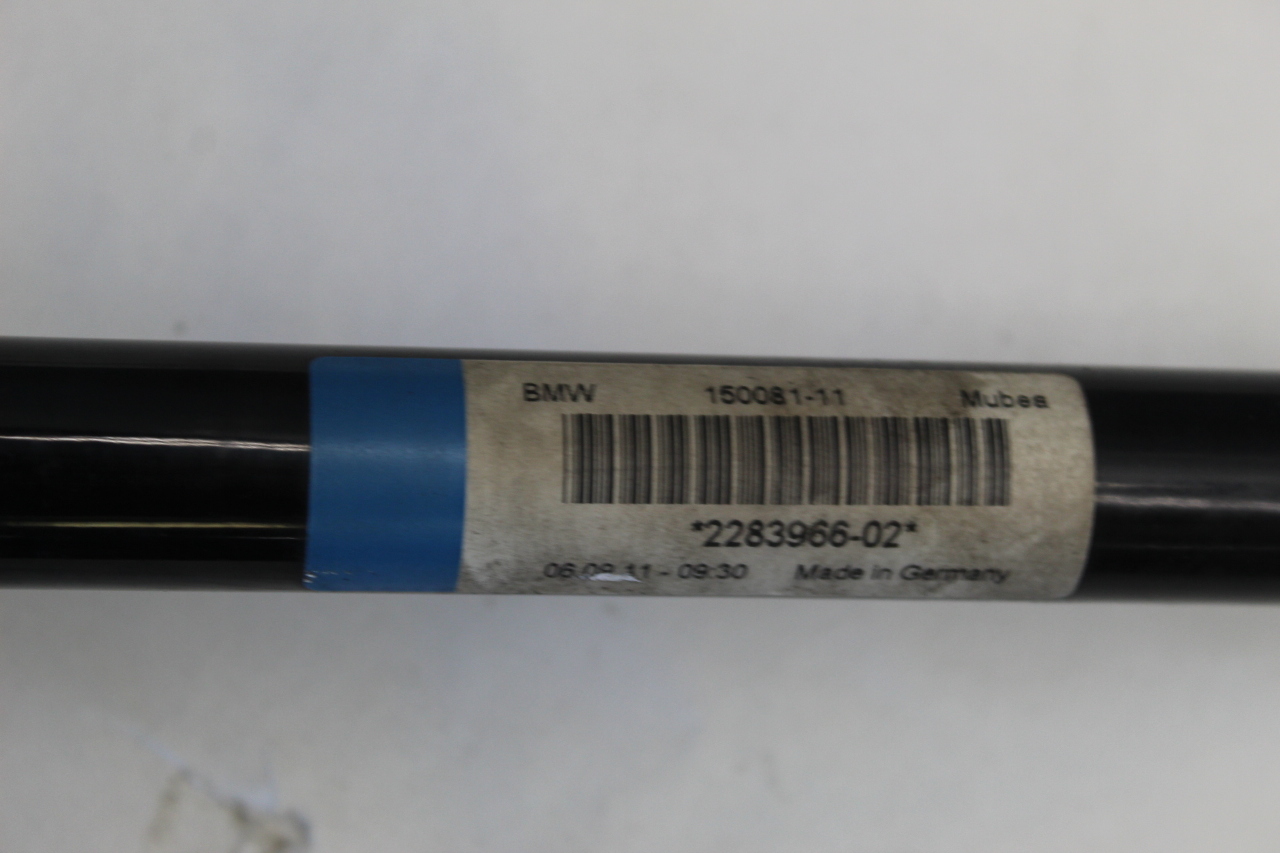 BMW 150081-11 Mubea
*2283966-02*
06.09.11 - 09:30 Made in Germany